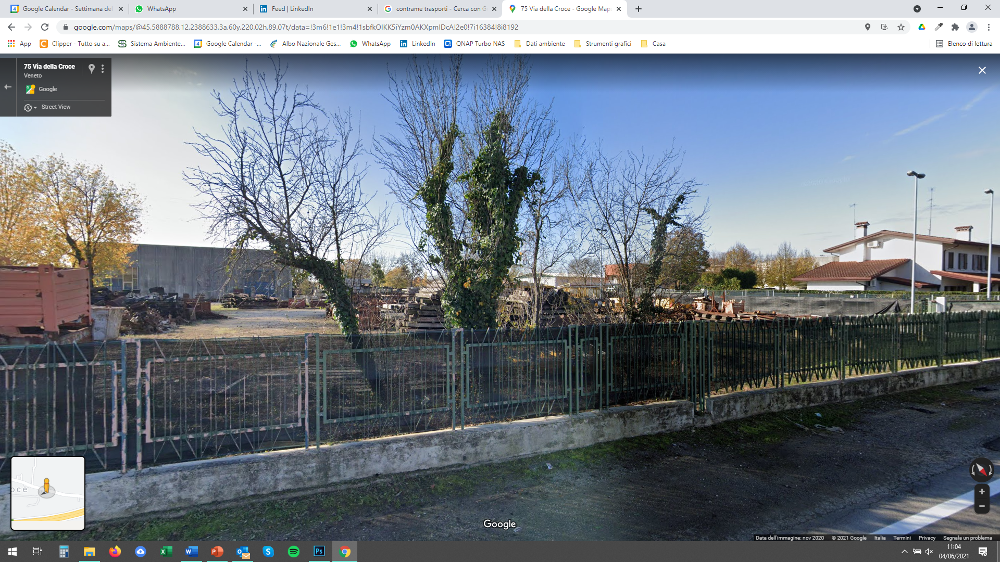 Google Calendar - Settimana del
WhatsApp
Feed | LinkedIn
contrame trasporti - Cerca con G
75 Via della Croce - Google Map
google.com/maps/@45.5888788,12.2388633,3a,60y,220.02h,89.07t/data=!3m6!1e1!3m4!1sbfkOlKK5iYzm0AKXpmIDcA!2e0!7i16384!8i8192
App
Clipper - Tutto su a...
Sistema Ambiente...
Google Calendar -...
Albo Nazionale Ges...
WhatsApp
LinkedIn
QNAP Turbo NAS
Dati ambiente
Strumenti grafici
Casa
Elenco di lettura
75 Via della Croce
Veneto
Google
Street View
oce
Google
Data dell'immagine: nov 2020
© 2021 Google
Italia
Termini
Privacy
Segnala un problema
11:04
04/06/2021